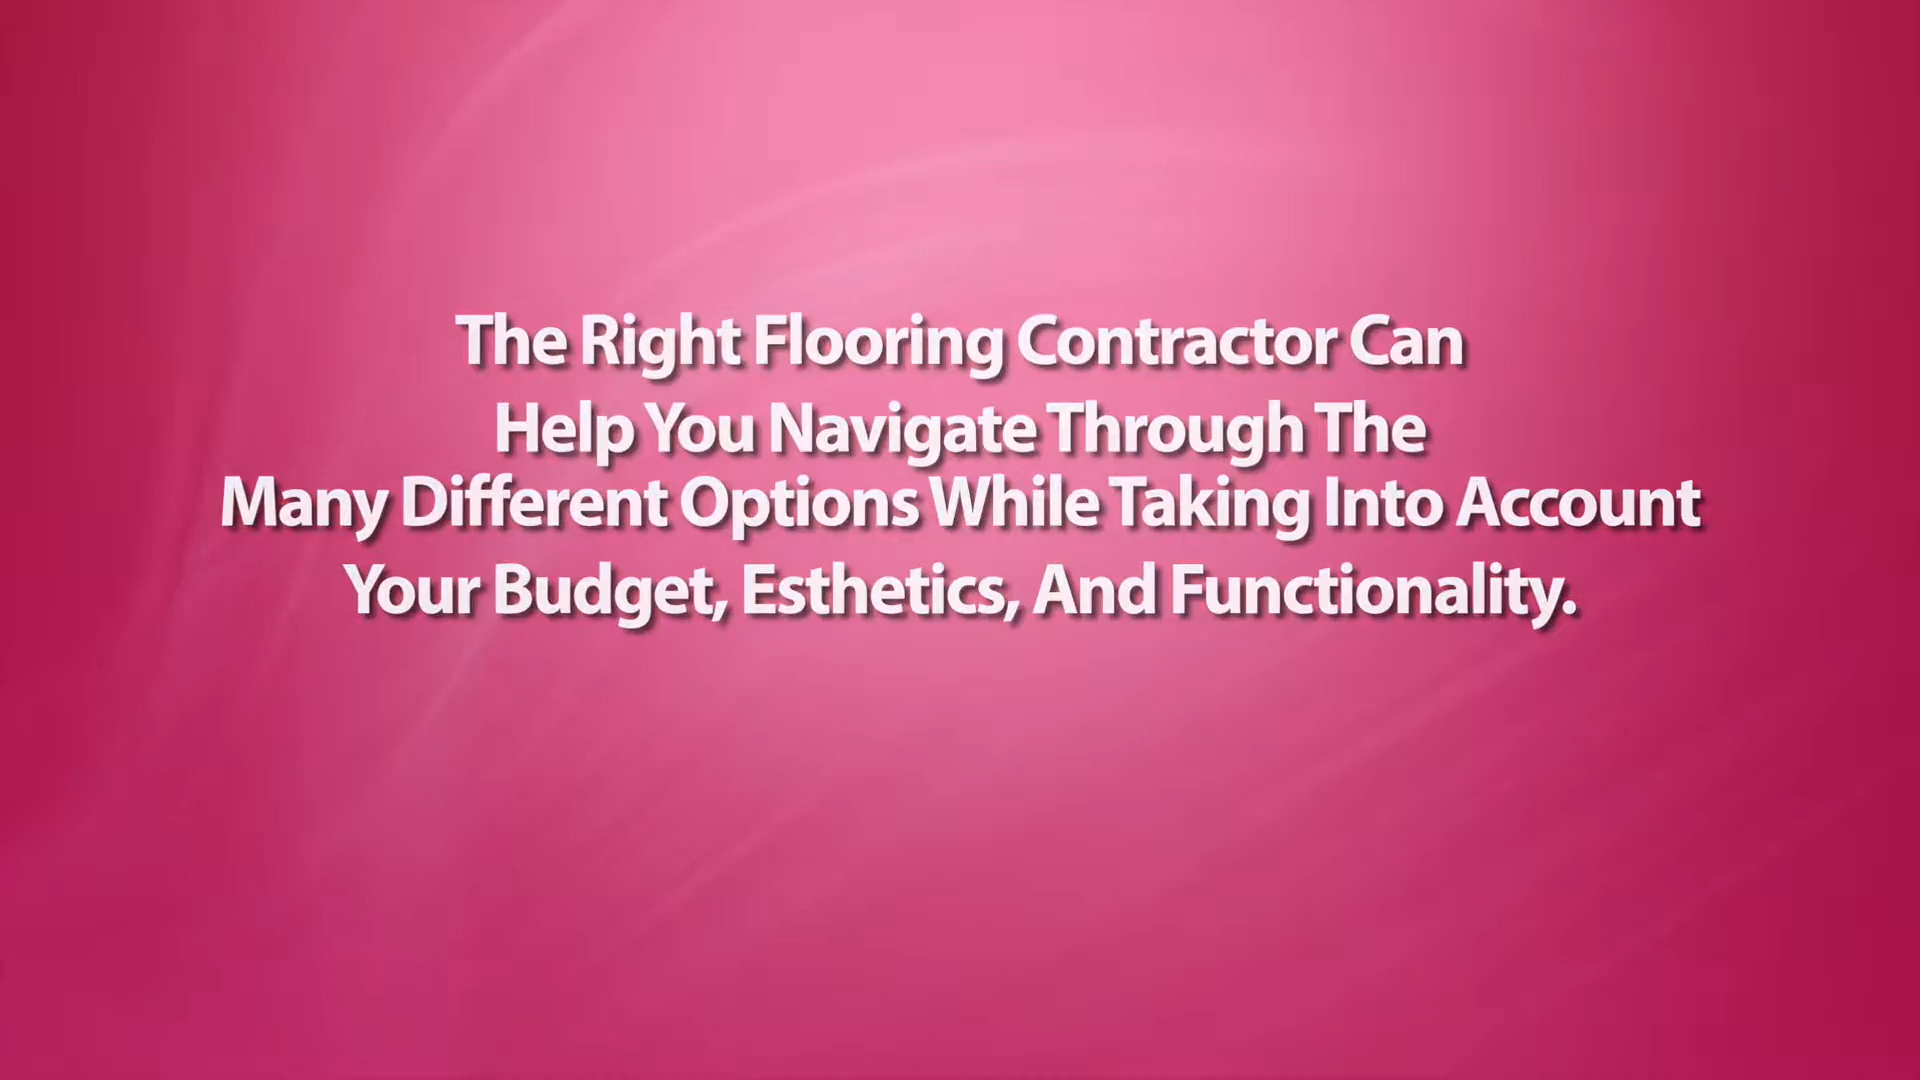 The Right Flooring Contractor Can
Help You Navigate Through The
Many Different Options While Taking Into Account
Your Budget, Esthetics, And Functionality.